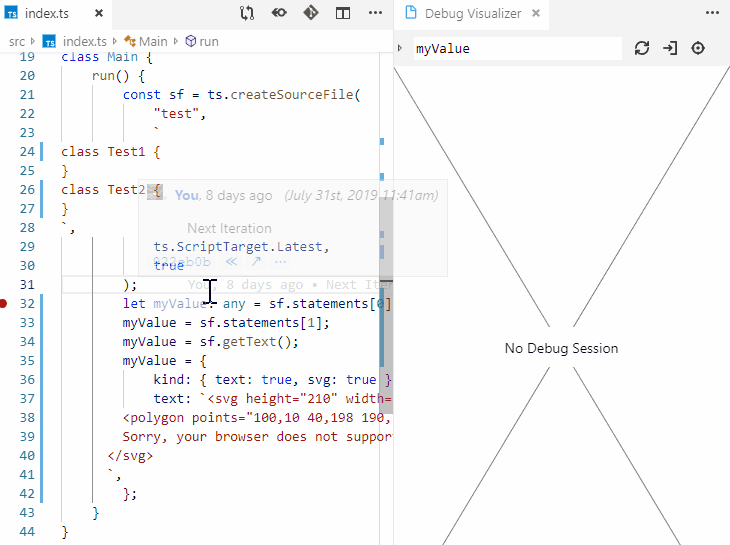 TS index.ts ×
src › TS index.ts › Main › run
19 class Main {
20 run() {
21 const sf = ts.createSourceFile(
22 "test",
23 `
24 class Test1 {
25 }
26 class Test2 {
27 }
28 `,
You, 8 days ago (July 31st, 2019 11:41am)
Next Iteration
29 ts.ScriptTarget.Latest,
30 true
31 );
You, 8 days ago • Next Iter
32 let myValue: any = sf.statements[0]
33 myValue = sf.statements[1];
34 myValue = sf.getText();
35 myValue = {
36 kind: { text: true, svg: true }
37 text: `<svg height="210" width=
38 <polygon points="100,10 40,198 190,
39 Sorry, your browser does not suppor
40 </svg>
41 `,
42 };
43 }
44 }
Debug Visualizer ×
myValue
No Debug Session